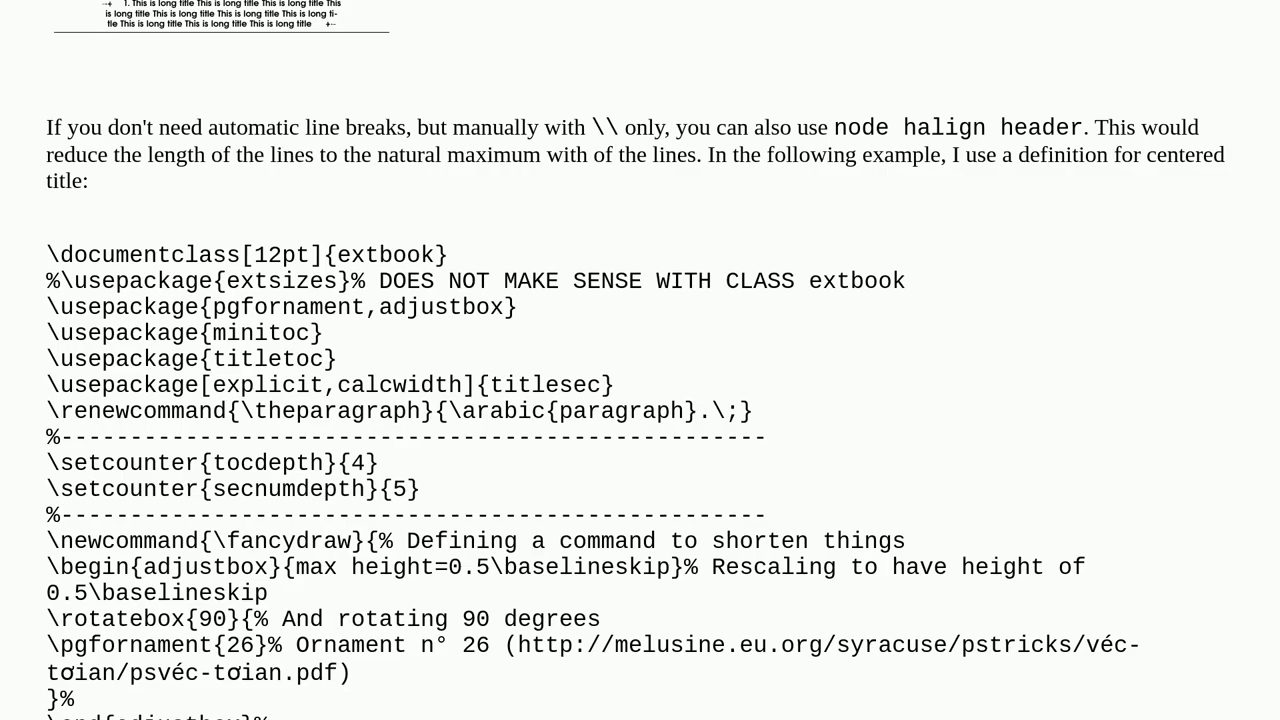 1. This is long title This is long title This is long title This
is long title This is long title This is long title This is long ti-
tle This is long title This is long title This is long title
If you don't need automatic line breaks, but manually with \\ only, you can also use node halign header. This would
reduce the length of the lines to the natural maximum with of the lines. In the following example, I use a definition for centered
title:
\documentclass[12pt]{extbook}
%\usepackage{extsizes}% DOES NOT MAKE SENSE WITH CLASS extbook
\usepackage{pgfornament,adjustbox}
\usepackage{minitoc}
\usepackage{titletoc}
\usepackage[explicit,calcwidth]{titlesec}
\renewcommand{\theparagraph}{\arabic{paragraph}.\;}
%---------------------------------------------------
\setcounter{tocdepth}{4}
\setcounter{secnumdepth}{5}
%---------------------------------------------------
\newcommand{\fancydraw}{% Defining a command to shorten things
\begin{adjustbox}{max height=0.5\baselineskip}% Rescaling to have height of
0.5\baselineskip
\rotatebox{90}{% And rotating 90 degrees
\pgfornament{26}% Ornament n° 26 (http://melusine.eu.org/syracuse/pstricks/véc-
tơian/psvéc-tơian.pdf)
}%
\end{adjustbox}%